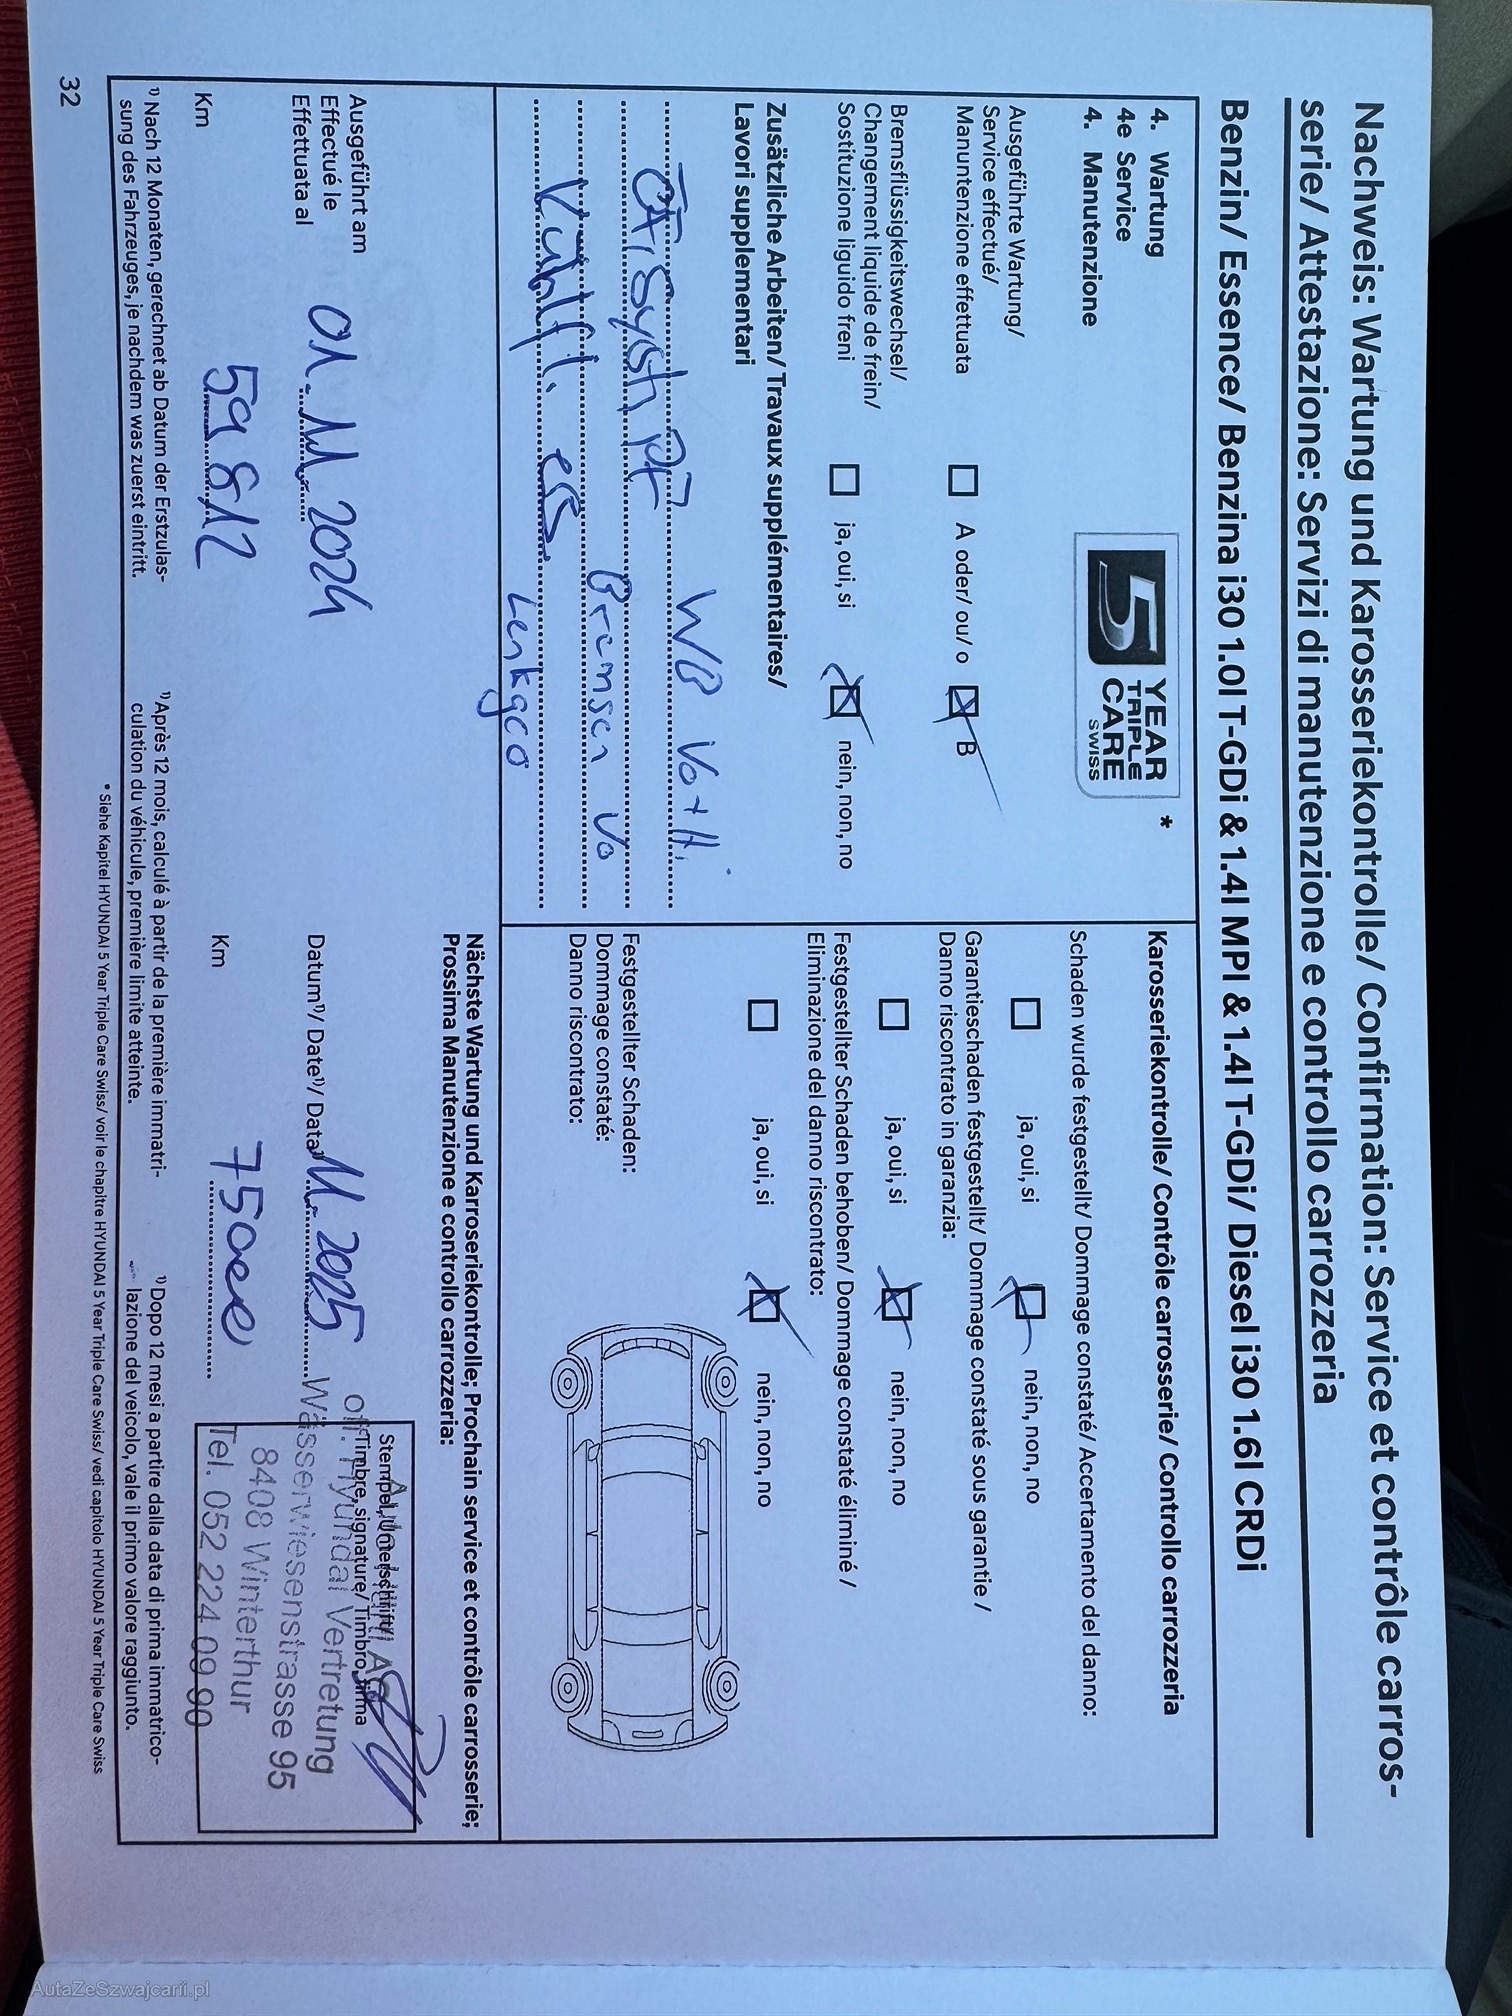 Nachweis: Wartung und Karosseriekontrolle/ Confirmation: Service et contrôle carros-
serie/ Attestazione: Servizi di manutenzione e controllo carrozzeria
Benzin/ Essence/ Benzina i30 1.0l T-GDi & 1.4l MPI & 1.4l T-GDi/ Diesel i30 1.6l CRDi
4. Wartung
4e Service
4. Manutenzione
5 YEAR
TRIPLE
CARE
SWISS
*
Ausgeführte Wartung/
Service effectué/
Manuntenzione effettuata
A oder/ ou/ o
B
Bremsflüssigkeitswechsel/
Changement liquide de frein/
Sostituzione liguido freni
ja, oui, si
nein, non, no
Zusätzliche Arbeiten/ Travaux supplémentaires/
Lavori supplementari
WB Vo + H.
Bremsen Vo
Lenkgeo
Karosseriekontrolle/ Contrôle carrosserie/ Controllo carrozzeria
Schaden wurde festgestellt/ Dommage constaté/ Accertamento del danno:
ja, oui, si
nein, non, no
Garantieschaden festgestellt/ Dommage constaté sous garantie /
Danno riscontrato in garanzia:
ja, oui, si
nein, non, no
Festgestellter Schaden behoben/ Dommage constaté éliminé /
Eliminazione del danno riscontrato:
ja, oui, si
nein, non, no
Festgestellter Schaden:
Dommage constaté:
Danno riscontrato:
Ausgeführt am
Effectué le
Effettuata al
01.11.2024
Km
59812
Nächste Wartung und Karroseriekontrolle; Prochain service et contrôle carrosserie;
Prossima Manutenzione e controllo carrozzeria:
Datum¹⁾/ Date¹⁾/ Data¹⁾ 11.2025
Km
75000
Stempel, Unterschrift/
Timbre, signature/ Timbro, firma
off. Hyundai Vertretung
Wässerwiesenstrasse 95
8408 Winterthur
Tel. 052 224 09 90
¹⁾ Nach 12 Monaten, gerechnet ab Datum der Erstzulas-
sung des Fahrzeuges, je nachdem was zuerst eintritt.
¹⁾ Après 12 mois, calculé à partir de la première immatri-
culation du véhicule, première limite atteinte.
¹⁾ Dopo 12 mesi a partire dalla data di prima immatrico-
lazione del veicolo, vale il primo valore raggiunto.
* Siehe Kapitel HYUNDAI 5 Year Triple Care Swiss/ voir le chapitre HYUNDAI 5 Year Triple Care Swiss/ vedi capitolo HYUNDAI 5 Year Triple Care Swiss
32
AutaZeSzwajcarii.pl